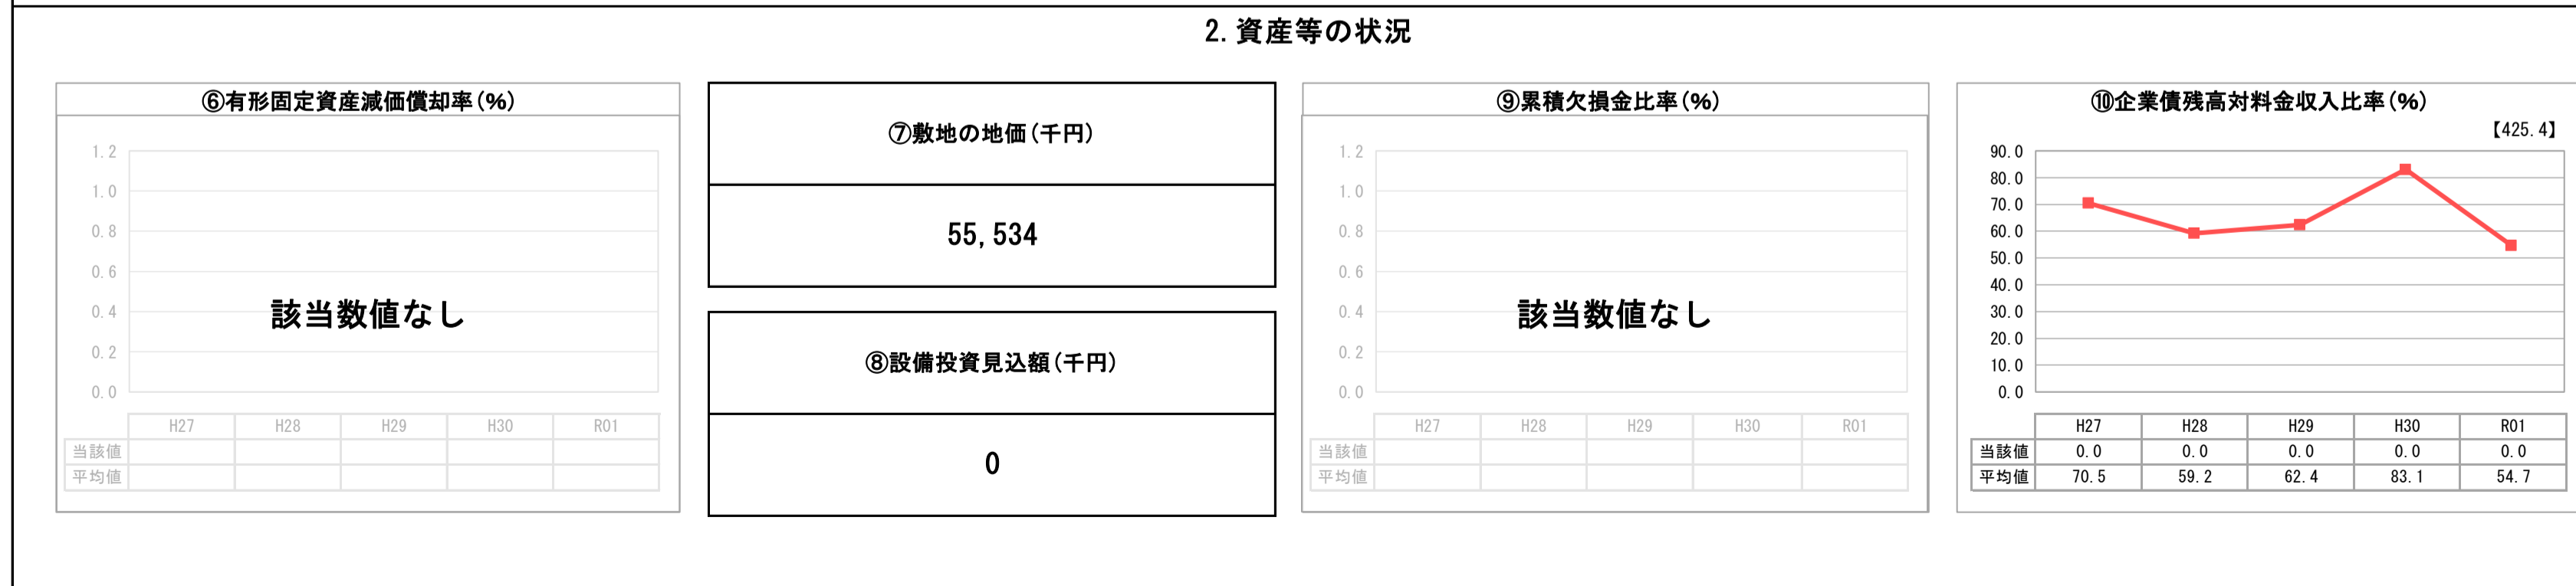 2.資産等の状況
⑥有形固定資産減価償却率(%)
1.2
1.0
0.8
0.6
0.4
0.2
0.0
該当数値なし
H27 H28 H29 H30 R01
当該値
平均値
⑦敷地の地価(千円)
55,534
⑧設備投資見込額(千円)
0
⑨累積欠損金比率(%)
1.2
1.0
0.8
0.6
0.4
0.2
0.0
該当数値なし
H27 H28 H29 H30 R01
当該値
平均値
⑩企業債残高対料金収入比率(%)
【425.4】
90.0
80.0
70.0
60.0
50.0
40.0
30.0
20.0
10.0
0.0
H27 H28 H29 H30 R01
当該値 0.0 0.0 0.0 0.0 0.0
平均値 70.5 59.2 62.4 83.1 54.7